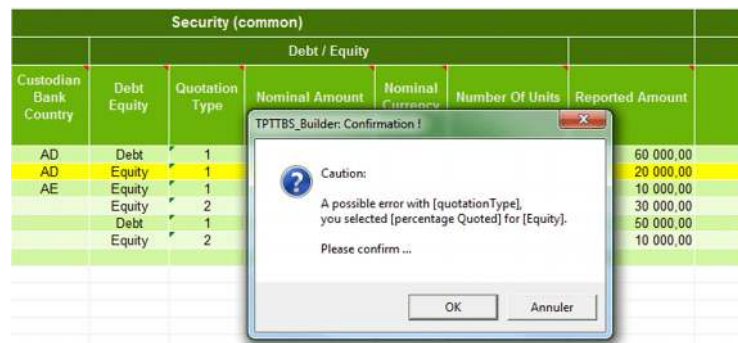 Security (common)
Debt / Equity
Custodian Bank Country Debt Equity Quotation Type Nominal Amount Nominal Currency Number Of Units Reported Amount
TPTTBS_Builder: Confirmation !
AD Debt 1 60 000,00
AD Equity 1 20 000,00
AE Equity 1 10 000,00
Equity 2 30 000,00
Debt 1 50 000,00
Equity 2 10 000,00
Caution:
A possible error with [quotationType],
you selected [percentage Quoted] for [Equity].
Please confirm ...
OK Annuler